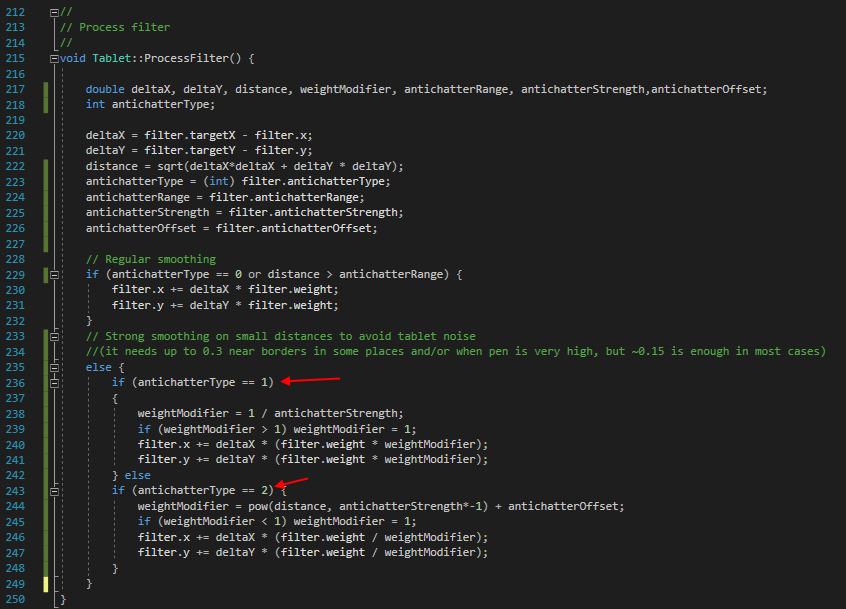 212 //
213 // Process filter
214 //
215 void Tablet::ProcessFilter() {
216
217 double deltaX, deltaY, distance, weightModifier, antichatterRange, antichatterStrength,antichatterOffset;
218 int antichatterType;
219
220 deltaX = filter.targetX - filter.x;
221 deltaY = filter.targetY - filter.y;
222 distance = sqrt(deltaX*deltaX + deltaY * deltaY);
223 antichatterType = (int) filter.antichatterType;
224 antichatterRange = filter.antichatterRange;
225 antichatterStrength = filter.antichatterStrength;
226 antichatterOffset = filter.antichatterOffset;
227
228 // Regular smoothing
229 if (antichatterType == 0 or distance > antichatterRange) {
230 filter.x += deltaX * filter.weight;
231 filter.y += deltaY * filter.weight;
232 }
233 // Strong smoothing on small distances to avoid tablet noise
234 //(it needs up to 0.3 near borders in some places and/or when pen is very high, but ~0.15 is enough in most cases)
235 else {
236 if (antichatterType == 1)
237 {
238 weightModifier = 1 / antichatterStrength;
239 if (weightModifier > 1) weightModifier = 1;
240 filter.x += deltaX * (filter.weight * weightModifier);
241 filter.y += deltaY * (filter.weight * weightModifier);
242 } else
243 if (antichatterType == 2) {
244 weightModifier = pow(distance, antichatterStrength*-1) + antichatterOffset;
245 if (weightModifier < 1) weightModifier = 1;
246 filter.x += deltaX * (filter.weight / weightModifier);
247 filter.y += deltaY * (filter.weight / weightModifier);
248 }
249 }
250 }